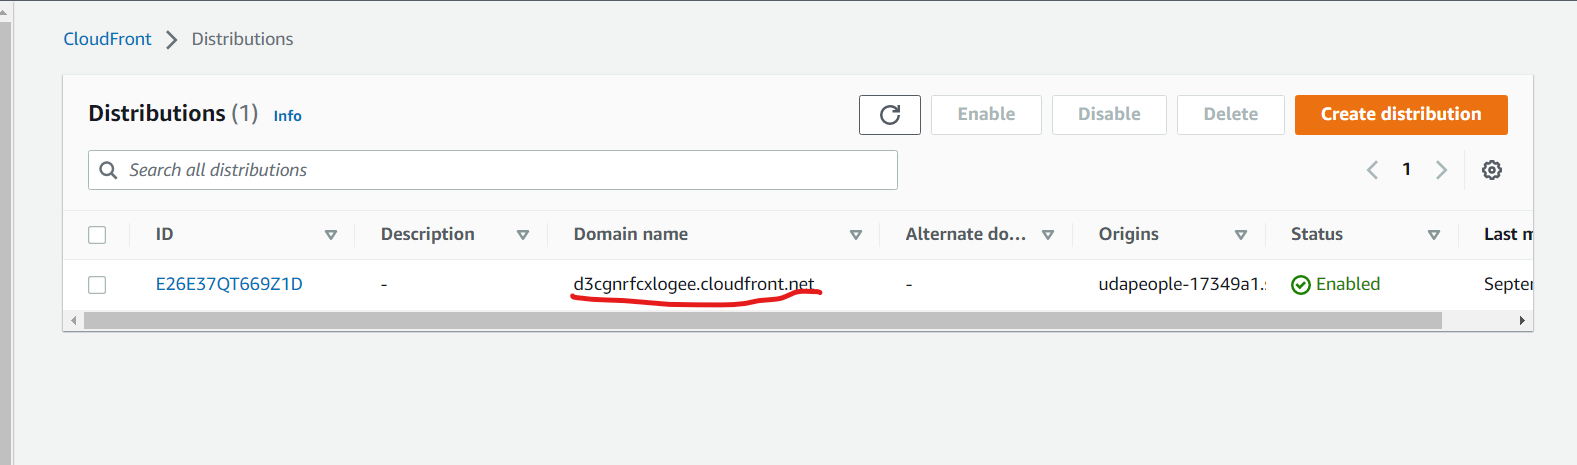 CloudFront > Distributions
Distributions (1) Info
Enable Disable Delete Create distribution
Search all distributions
1
ID Description Domain name Alternate do... Origins Status Last m
E26E37QT669Z1D - d3cgnrfcxlogee.cloudfront.net - udapeople-17349a1.s Enabled Septem